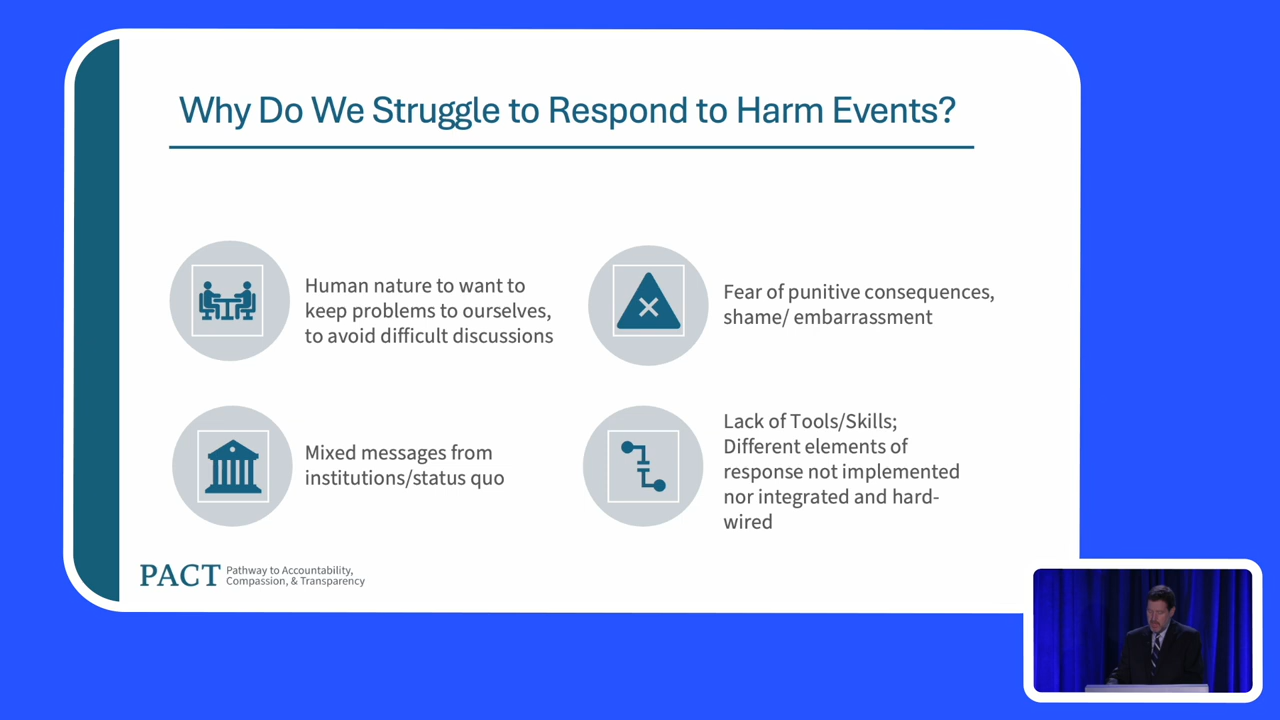 Why Do We Struggle to Respond to Harm Events?
Human nature to want to
keep problems to ourselves,
to avoid difficult discussions
Fear of punitive consequences,
shame/ embarrassment
Mixed messages from
institutions/status quo
Lack of Tools/Skills;
Different elements of
response not implemented
nor integrated and hard-
wired
PACT
Pathway to Accountability,
Compassion, & Transparency